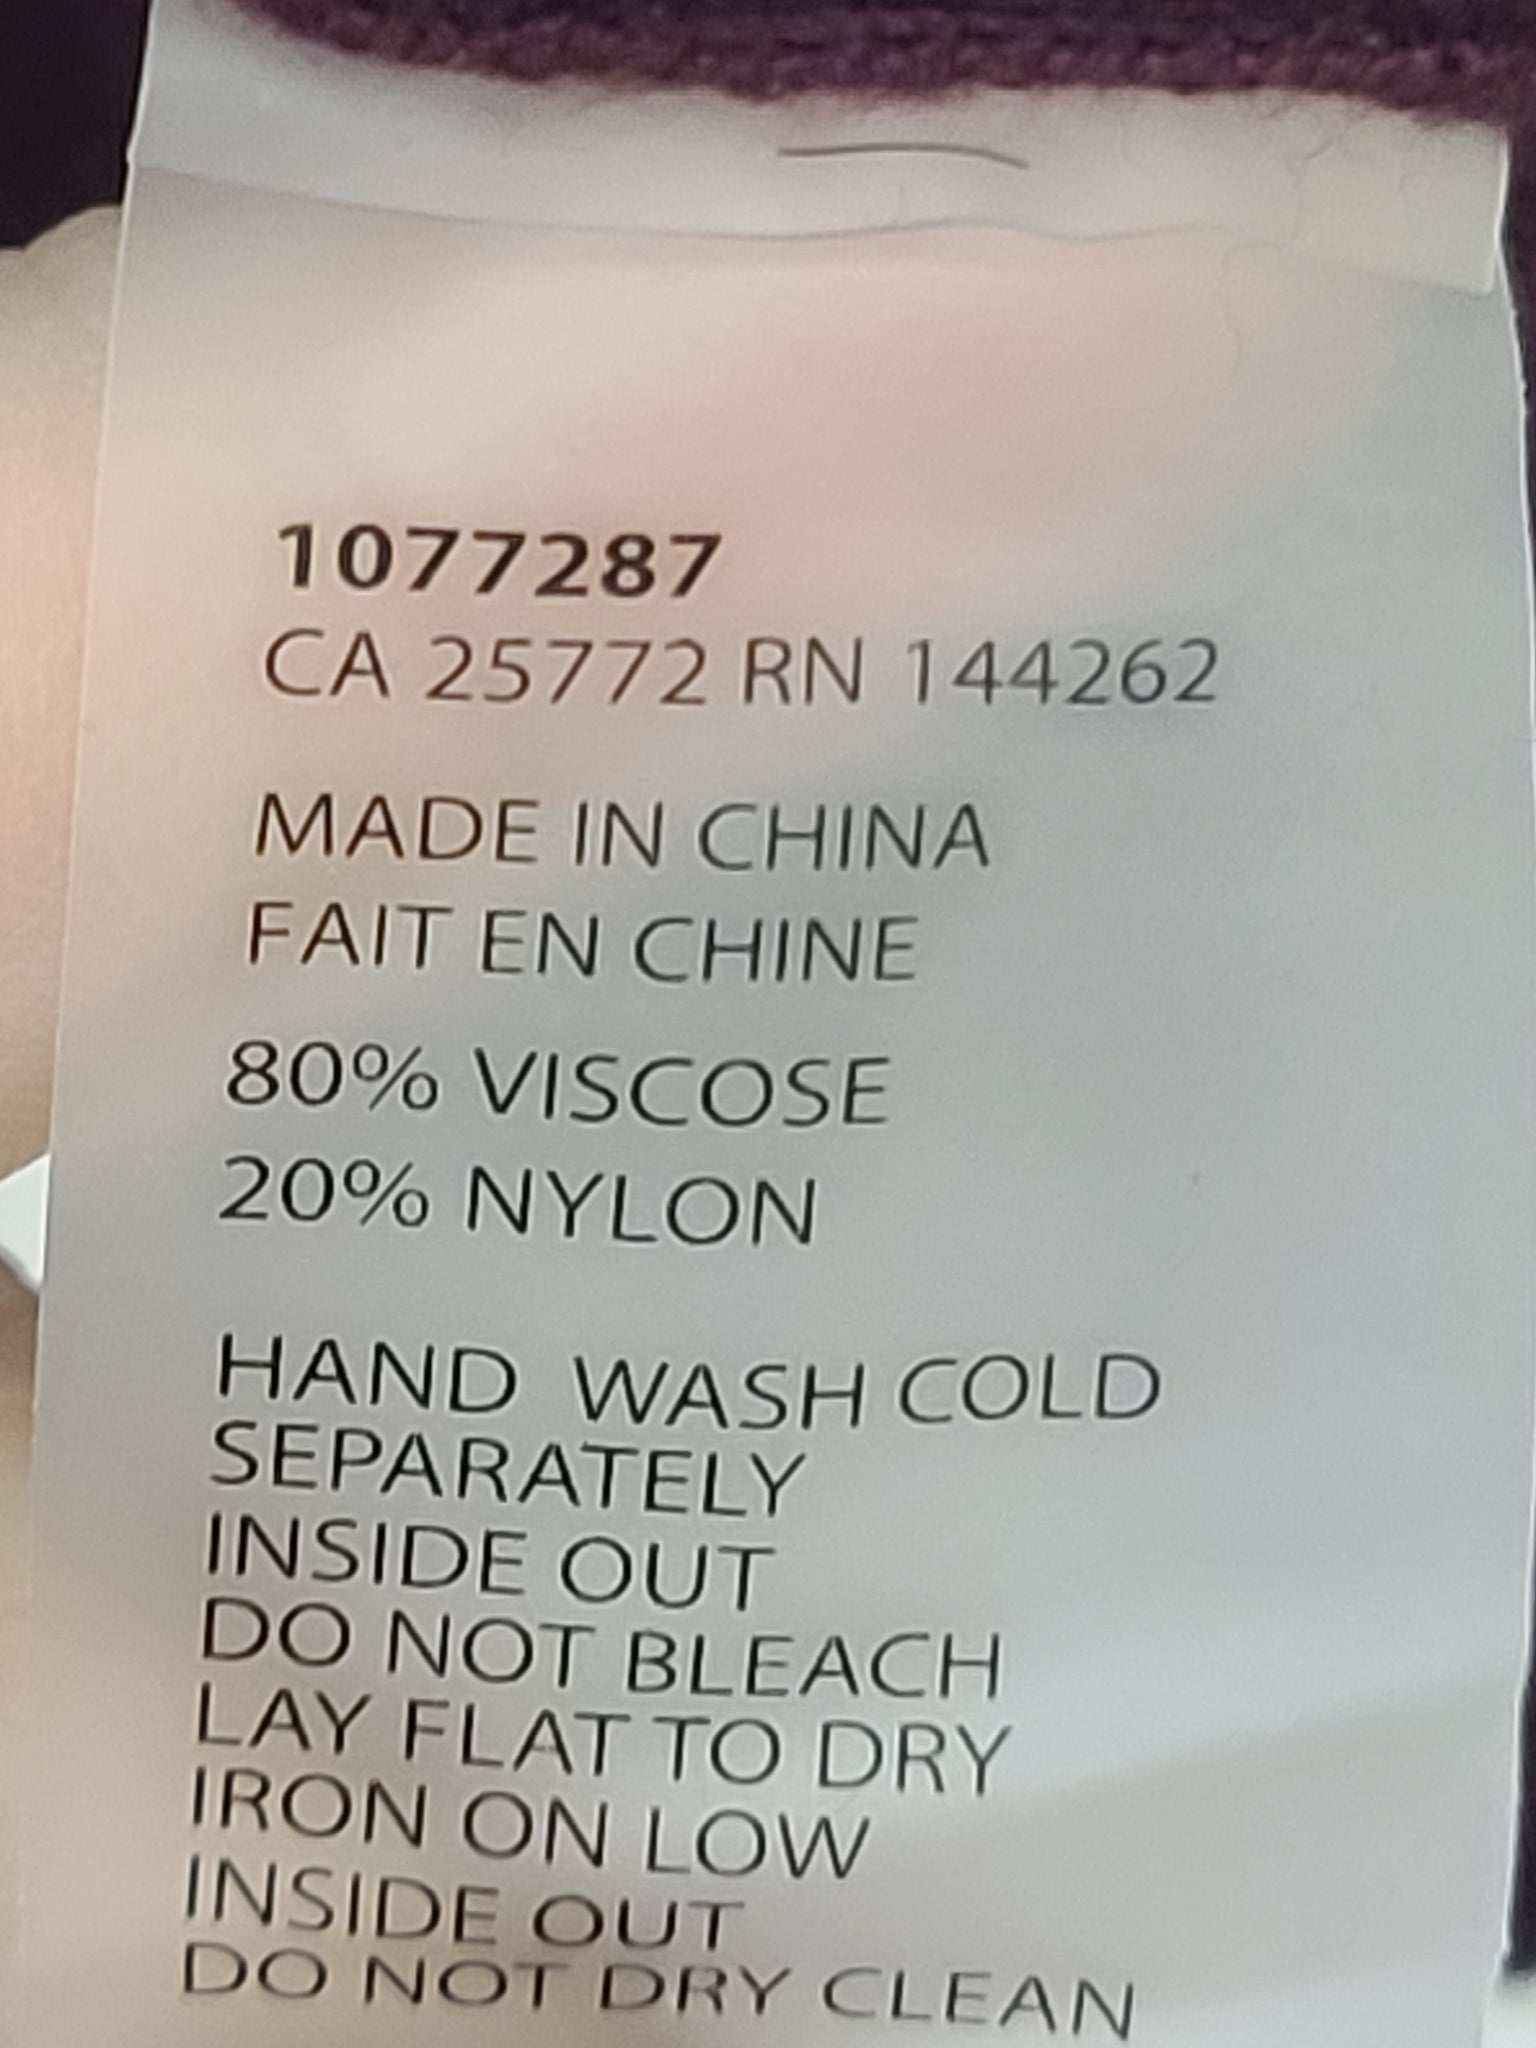 1077287
CA 25772 RN 144262
MADE IN CHINA
FAIT EN CHINE
80% VISCOSE
20% NYLON
HAND WASH COLD
SEPARATELY
INSIDE OUT
DO NOT BLEACH
LAY FLAT TO DRY
IRON ON LOW
INSIDE OUT
DO NOT DRY CLEAN